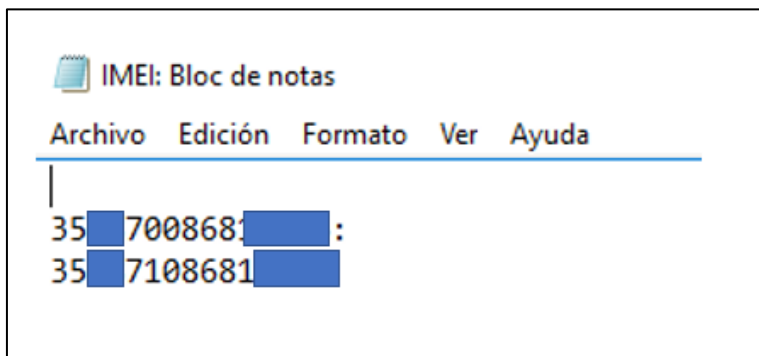 IMEI: Bloc de notas
Archivo Edición Formato Ver Ayuda
35 7008681 :
35 7108681